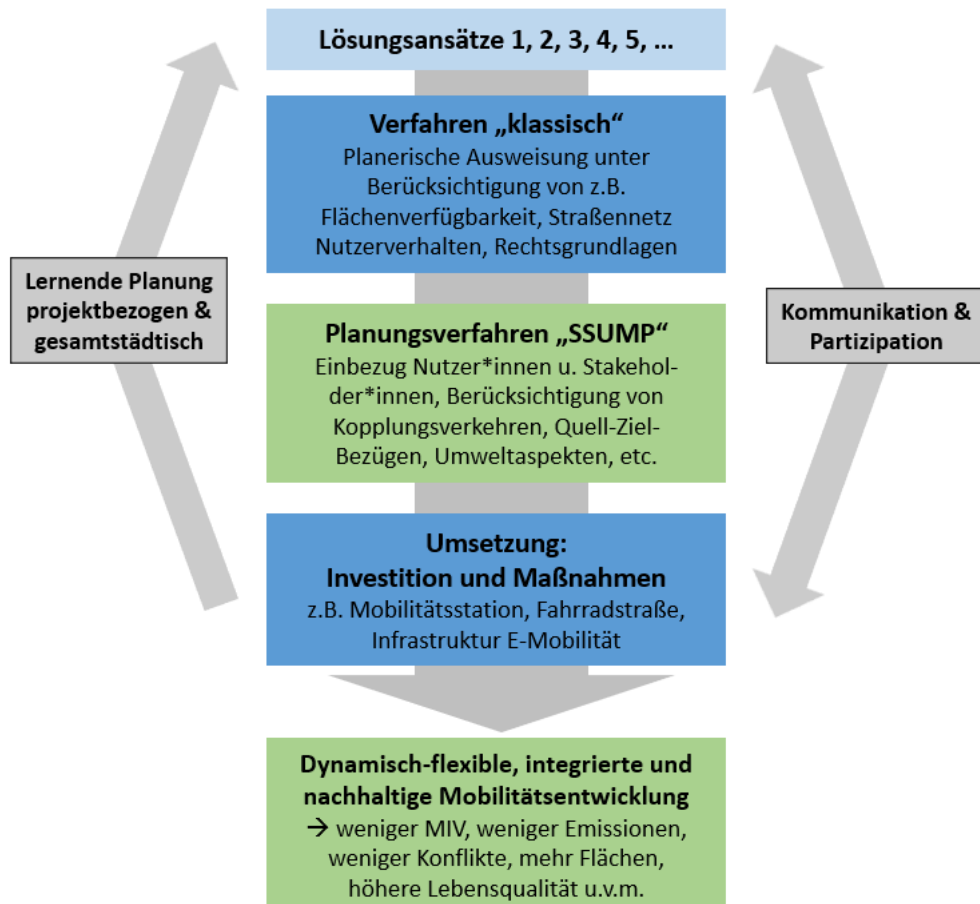 Lösungsansätze 1, 2, 3, 4, 5, ...
Verfahren „klassisch“
Planerische Ausweisung unter
Berücksichtigung von z.B.
Flächenverfügbarkeit, Straßennetz
Nutzerverhalten, Rechtsgrundlagen
Lernende Planung
projektbezogen &
gesamtstädtisch
Kommunikation &
Partizipation
Planungsverfahren „SSUMP“
Einbezug Nutzer*innen u. Stakehol-
der*innen, Berücksichtigung von
Kopplungsverkehren, Quell-Ziel-
Bezügen, Umweltaspekten, etc.
Umsetzung:
Investition und Maßnahmen
z.B. Mobilitätsstation, Fahrradstraße,
Infrastruktur E-Mobilität
Dynamisch-flexible, integrierte und
nachhaltige Mobilitätsentwicklung
→ weniger MIV, weniger Emissionen,
weniger Konflikte, mehr Flächen,
höhere Lebensqualität u.v.m.